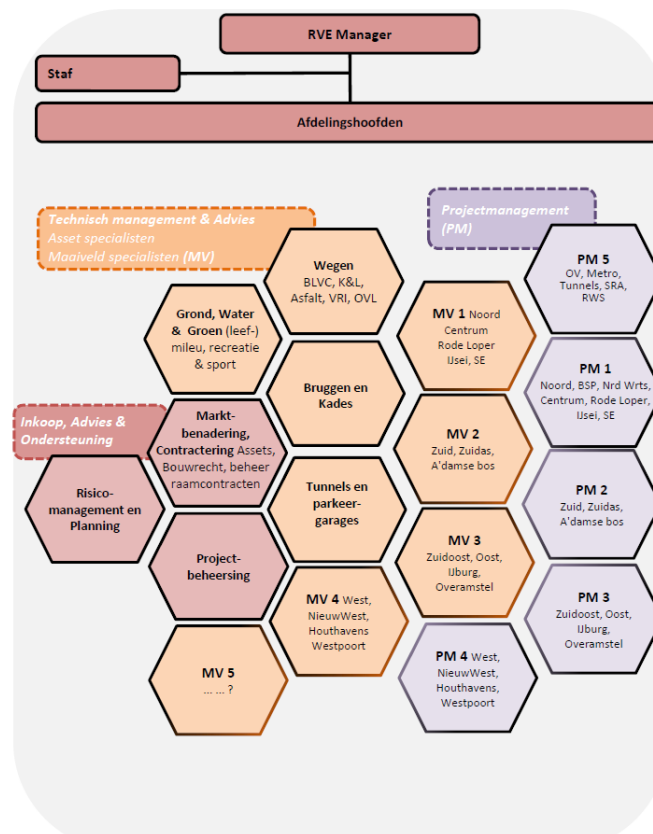 RVE Manager
Staf
Afdelingshoofden
Technisch management & Advies
Asset specialisten
Maaiveld specialisten (MV)
Projectmanagement
(PM)
Wegen
BLVC, K&L,
Asfalt, VRI, OVL
PM 5
OV, Metro,
Tunnels, SRA,
RWS
Grond, Water
& Groen (leef-)
mileu, recreatie
& sport
MV 1 Noord
Centrum
Rode Loper
IJsei, SE
Bruggen en
Kades
PM 1
Noord, BSP, Nrd Wrts,
Centrum, Rode Loper,
IJsei, SE
Inkoop, Advies &
Ondersteuning
Markt-
benadering,
Contractering Assets,
Bouwrecht, beheer
raamcontracten
MV 2
Zuid, Zuidas,
A'damse bos
Risico-
management en
Planning
Tunnels en
parkeer-
garages
PM 2
Zuid, Zuidas,
A'damse bos
Project-
beheersing
MV 3
Zuidoost, Oost,
IJburg,
Overamstel
MV 4 West,
NieuwWest,
Houthavens
Westpoort
PM 3
Zuidoost, Oost,
IJburg,
Overamstel
MV 5
... ... ?
PM 4 West,
NieuwWest,
Houthavens,
Westpoort